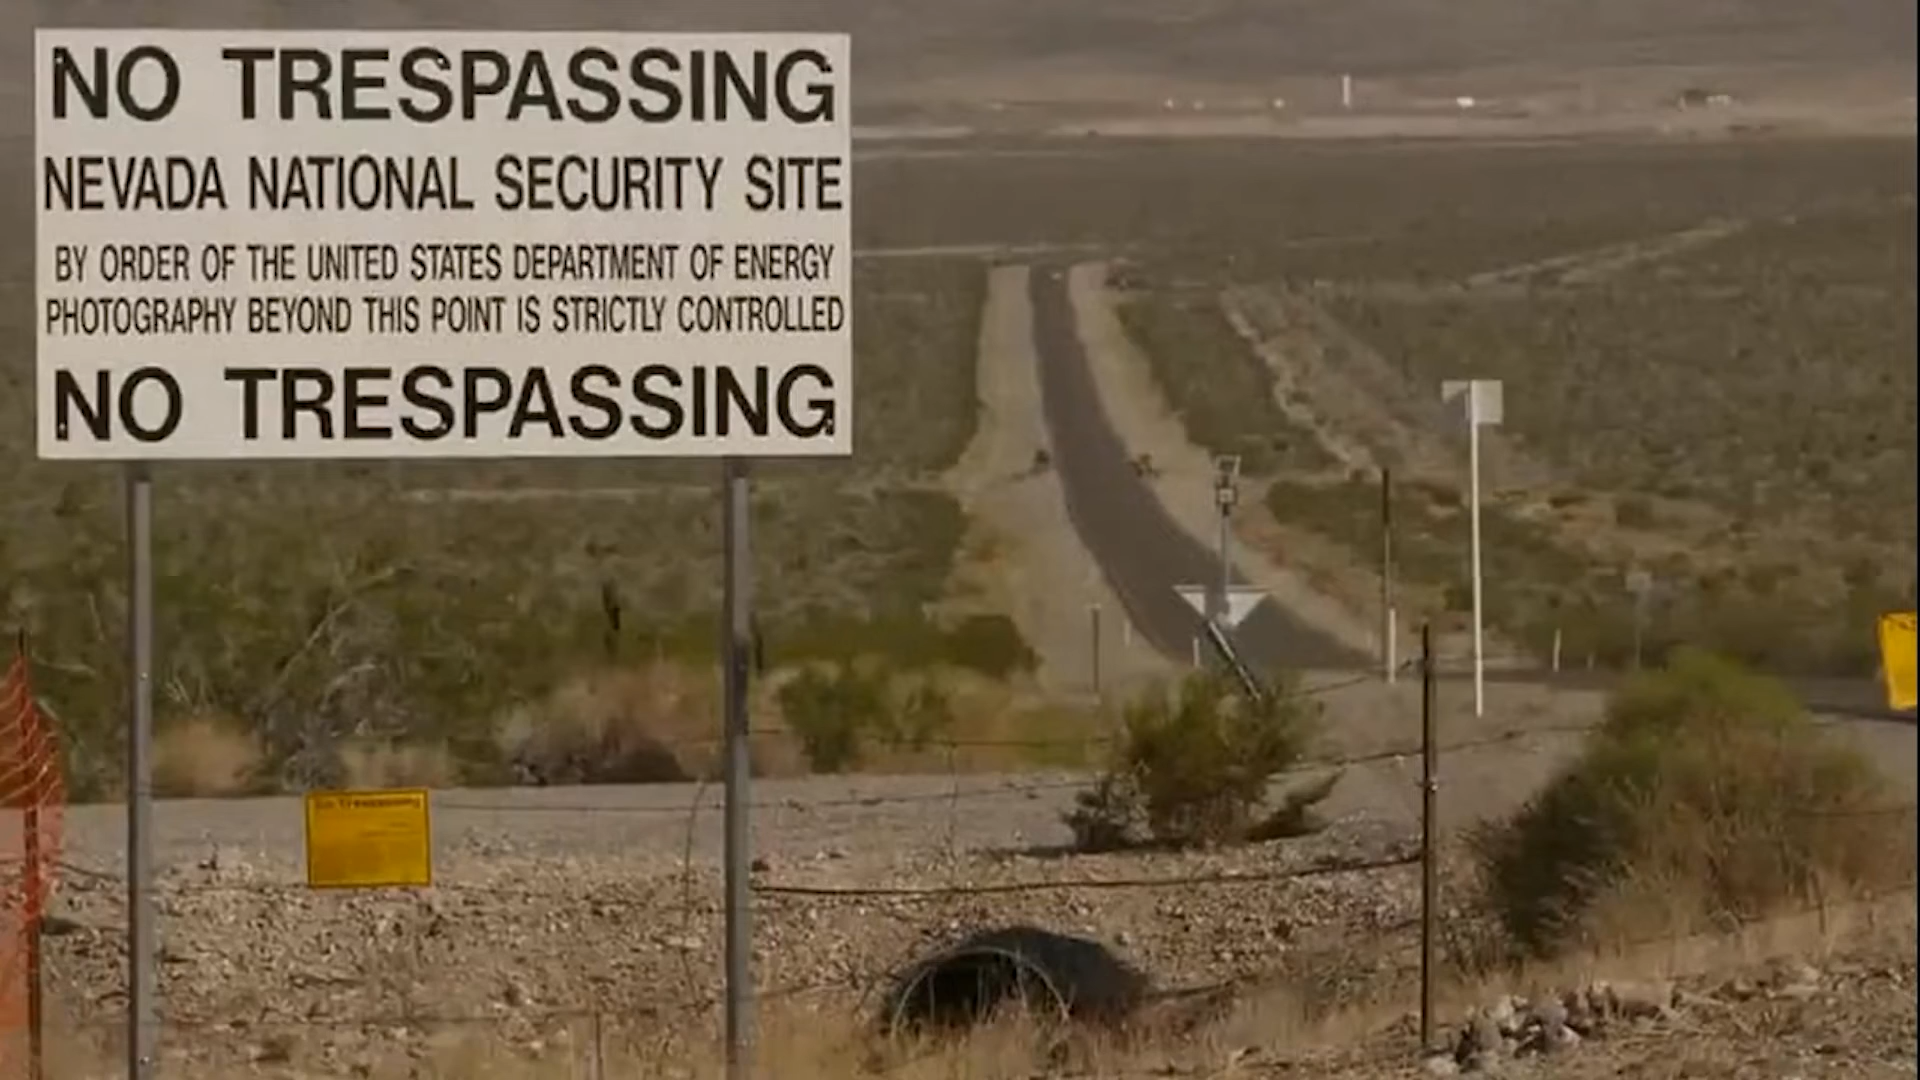 NO TRESPASSING
NEVADA NATIONAL SECURITY SITE
BY ORDER OF THE UNITED STATES DEPARTMENT OF ENERGY
PHOTOGRAPHY BEYOND THIS POINT IS STRICTLY CONTROLLED
NO TRESPASSING
No Trespassing